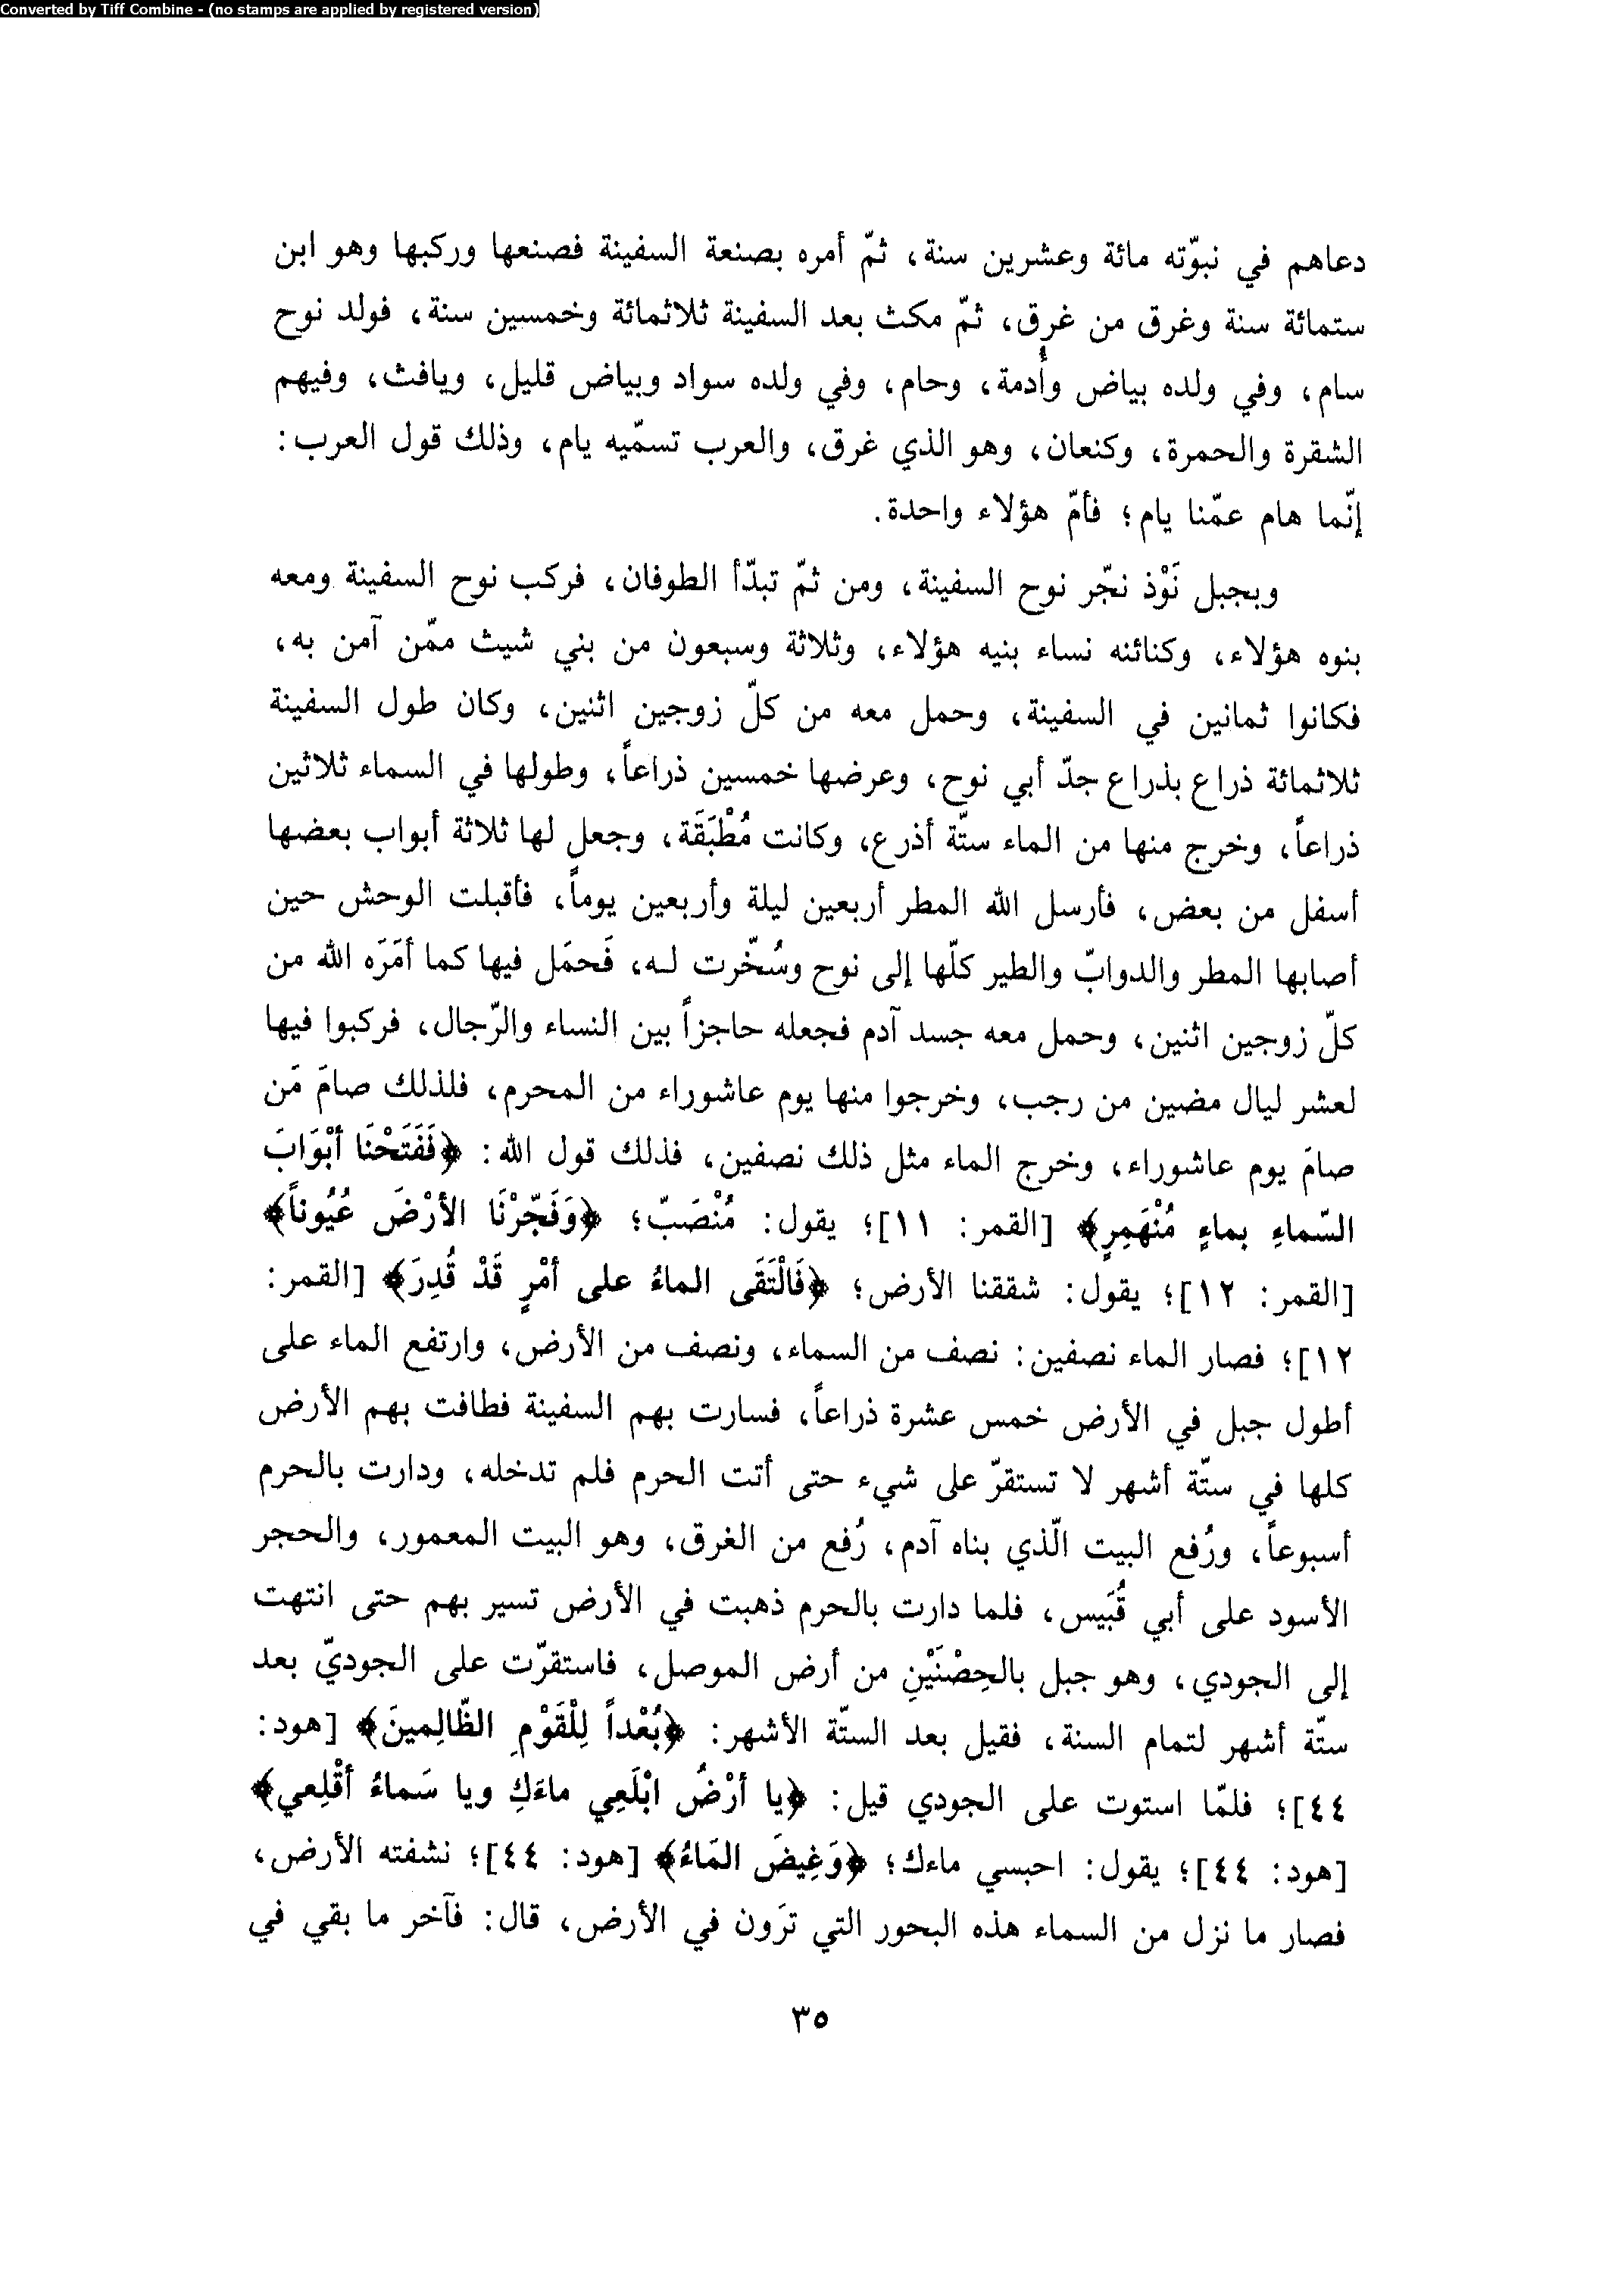 Converted by Tiff Combine - (no stamps are applied by registered version)
دعاهم في نبوّته مائة وعشرين سنة، ثمّ أمره بصنعة السفينة فصنعها وركبها وهو ابن
ستمائة سنة وغرق من غرق، ثمّ مكث بعد السفينة ثلاثمائة وخمسين سنة، فولد نوح
سام، وفي ولده بياض وأُدمة، وحام، وفي ولده سواد وبياض قليل، ويافث، وفيهم
الشقرة والحمرة، وكنعان، وهو الذي غرق، والعرب تسمّيه يام، وذلك قول العرب:
إنّما هام عمّنا يام؛ فأمّ هؤلاء واحدة.
وبجبل نَوْذ نجّر نوح السفينة، ومن ثمّ تبدّأ الطوفان، فركب نوح السفينة ومعه
بنوه هؤلاء، وكنائنه نساء بنيه هؤلاء، وثلاثة وسبعون من بني شيث ممّن آمن به،
فكانوا ثمانين في السفينة، وحمل معه من كلّ زوجين اثنين، وكان طول السفينة
ثلاثمائة ذراع بذراع جدّ أبي نوح، وعرضها خمسين ذراعاً، وطولها في السماء ثلاثين
ذراعاً، وخرج منها من الماء ستّة أذرع، وكانت مُطْبَقَة، وجعل لها ثلاثة أبواب بعضها
أسفل من بعض، فأرسل الله المطر أربعين ليلة وأربعين يوماً، فأقبلت الوحش حين
أصابها المطر والدوابّ والطير كلّها إلى نوح وسُخّرت لـه، فَحمَل فيها كما أمَرَه الله من
كلّ زوجين اثنين، وحمل معه جسد آدم فجعله حاجزاً بين النساء والرّجال، فركبوا فيها
لعشر ليال مضين من رجب، وخرجوا منها يوم عاشوراء من المحرم، فلذلك صامَ مَن
صامَ يوم عاشوراء، وخرج الماء مثل ذلك نصفين، فذلك قول الله: ﴿فَفَتَحْنَا أبْوَابَ
السّماءِ بماءٍ مُنْهَمِرٍ﴾ [القمر: ١١]؛ يقول: مُنْصَبّ؛ ﴿وَفَجّرْنَا الأرْضَ عُيُوناً﴾
[القمر: ١٢]؛ يقول: شققنا الأرض؛ ﴿فَالْتَقَى الماءُ على أمْرٍ قَدْ قُدِرَ﴾ [القمر:
١٢]؛ فصار الماء نصفين: نصف من السماء، ونصف من الأرض، وارتفع الماء على
أطول جبل في الأرض خمس عشرة ذراعاً، فسارت بهم السفينة فطافت بهم الأرض
كلها في ستّة أشهر لا تستقرّ على شيء حتى أتت الحرم فلم تدخله، ودارت بالحرم
أسبوعاً، ورُفع البيت الّذي بناه آدم، رُفع من الغرق، وهو البيت المعمور، والحجر
الأسود على أبي قُبَيس، فلما دارت بالحرم ذهبت في الأرض تسير بهم حتى انتهت
إلى الجودي، وهو جبل بالحِصْنَيْنِ من أرض الموصل، فاستقرّت على الجوديّ بعد
ستّة أشهر لتمام السنة، فقيل بعد الستّة الأشهر: ﴿بُعْداً لِلْقَوْمِ الظّالِمينَ﴾ [هود:
٤٤]؛ فلمّا استوت على الجودي قيل: ﴿يا أرْضُ ابْلَعِي ماءَكِ ويا سَماءُ أقْلِعي﴾
[هود: ٤٤]؛ يقول: احبسي ماءك؛ ﴿وَغِيضَ المَاءُ﴾ [هود: ٤٤]؛ نشفته الأرض،
فصار ما نزل من السماء هذه البحور التي ترَون في الأرض، قال: فآخر ما بقي في
٣٥